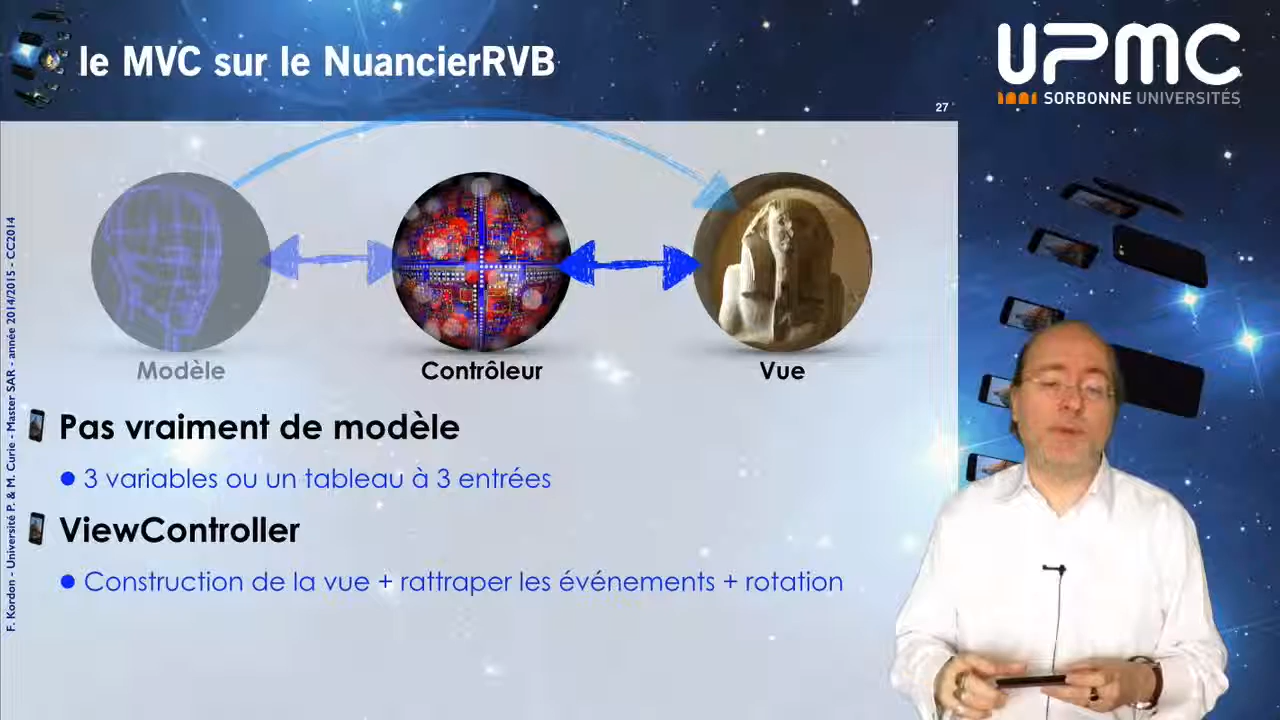 le MVC sur le NuancierRVB
UPMC
SORBONNE UNIVERSITÉS
27
Modèle
Contrôleur
Vue
Pas vraiment de modèle
3 variables ou un tableau à 3 entrées
ViewController
Construction de la vue + rattraper les événements + rotation
F. Kordon - Université P. & M. Curie - Master SAR - année 2014/2015 - CC2014